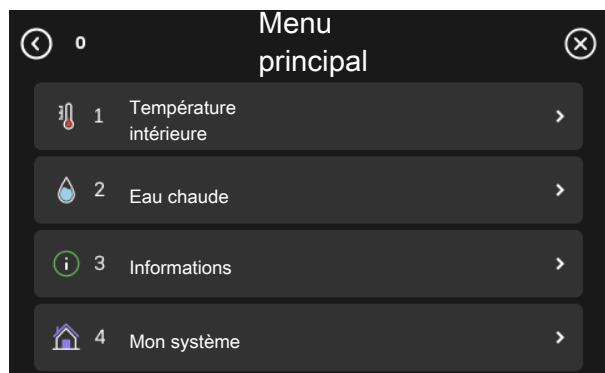 0
Menu
principal
1
Température
intérieure
2
Eau chaude
3
Informations
4
Mon système